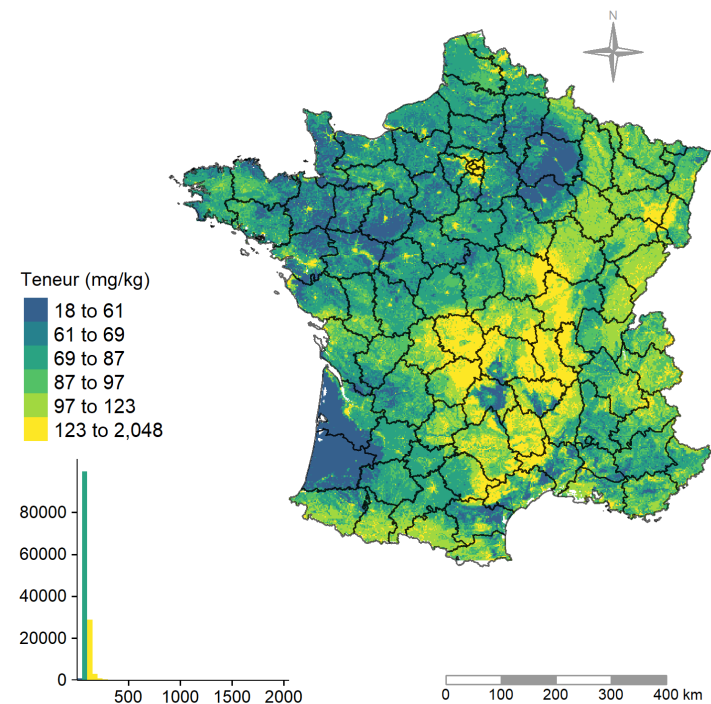 N
Teneur (mg/kg)
18 to 61
61 to 69
69 to 87
87 to 97
97 to 123
123 to 2,048
80000
60000
40000
20000
0
500 1000 1500 2000
0 100 200 300 400 km